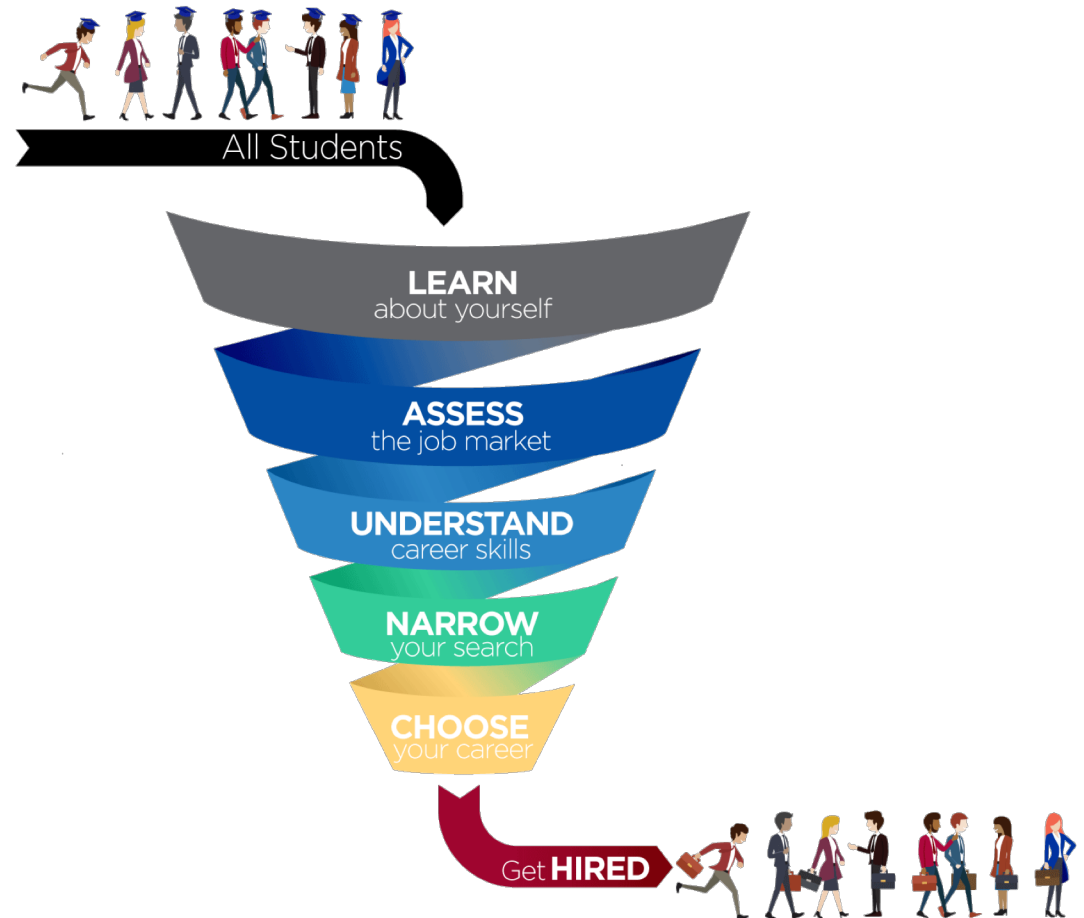 All Students
LEARN
about yourself
ASSESS
the job market
UNDERSTAND
career skills
NARROW
your search
CHOOSE
your career
Get HIRED